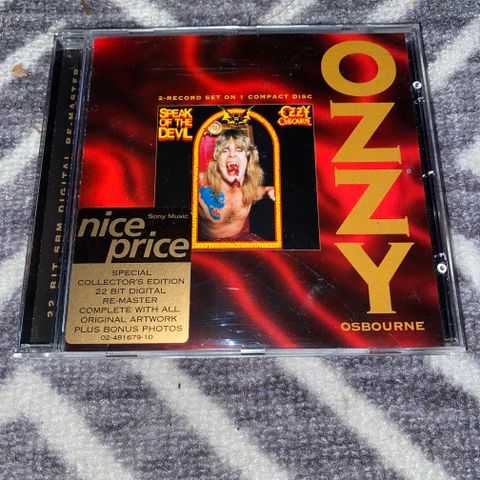 22 BIT SBM DIGITAL RE-MASTER
OZZY
OSBOURNE
2-RECORD SET ON 1 COMPACT DISC
SPEAK
OF THE
DEVIL
OZZY
OSBOURNE
Sony Music
nice
price
SPECIAL
COLLECTOR'S EDITION
22 BIT DIGITAL
RE-MASTER
COMPLETE WITH ALL
ORIGINAL ARTWORK
PLUS BONUS PHOTOS
02-481679-10